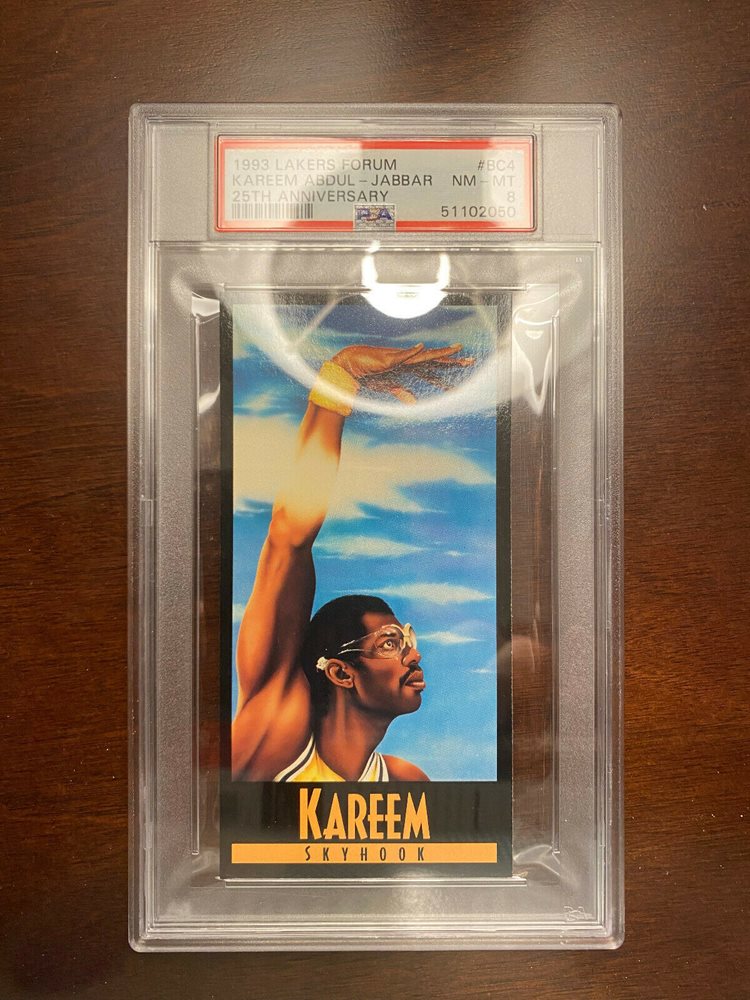 1993 LAKERS FORUM #BC4
KAREEM ABDUL-JABBAR NM-MT
25TH ANNIVERSARY 8
PSA 51102050
KAREEM
SKYHOOK